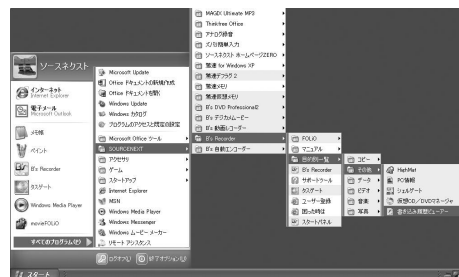 ソースネクスト
インターネット
Internet Explorer
電子メール
Microsoft Outlook
メモ帳
ペイント
B's Recorder
タスゲート
Windows Media Player
movieFOLiO
すべてのプログラム(P)
ログオフ(L)
終了オプション(U)
スタート
Microsoft Update
Office ドキュメントの新規作成
Office ドキュメントを開く
Windows Update
Windows カタログ
プログラムのアクセスと既定の設定
Microsoft Office ツール
SOURCENEXT
アクセサリ
ゲーム
スタートアップ
Internet Explorer
MSN
Windows Media Player
Windows Messenger
Windows ムービー メーカー
リモート アシスタンス
MAGIX Ultimate MP3
Thinkfree Office
アナログ録音
ズバリ簡単入力
ソースネクスト ホームページZERO
驚速 for Windows XP
驚速デフラグ 2
驚速メモリ
驚速仮想メモリ
B's DVD Professional2
B's デジカメムービー
B's 動画レコーダー
B's Recorder
B's 自動エンコーダー
FOLiO
マニュアル
目的別一覧
B's Recorder
サポートツール
タスゲート
ユーザー登録
困った時は
スタートパネル
コピー
その他
データ
ビデオ
音楽
写真
HighMat
PC情報
シェルゲート
仮想CD/DVDマネージャ
書き込み履歴ビューアー